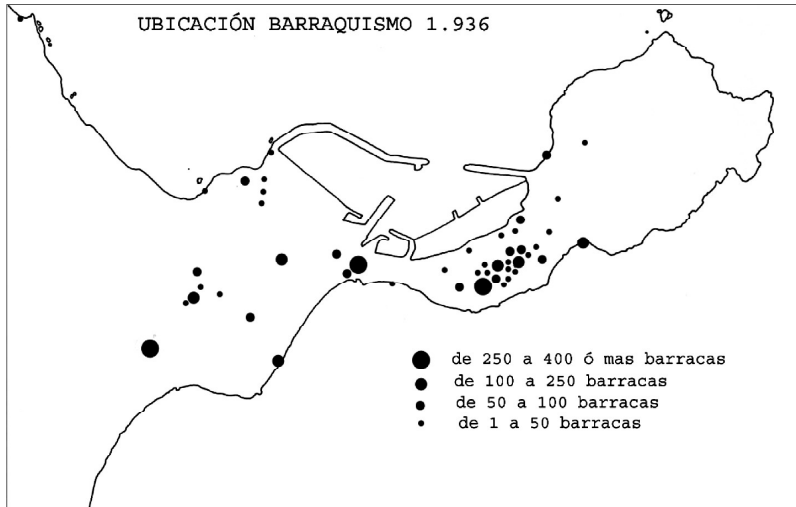 UBICACIÓN BARRAQUISMO 1.936
de 250 a 400 ó mas barracas
de 100 a 250 barracas
de 50 a 100 barracas
de 1 a 50 barracas